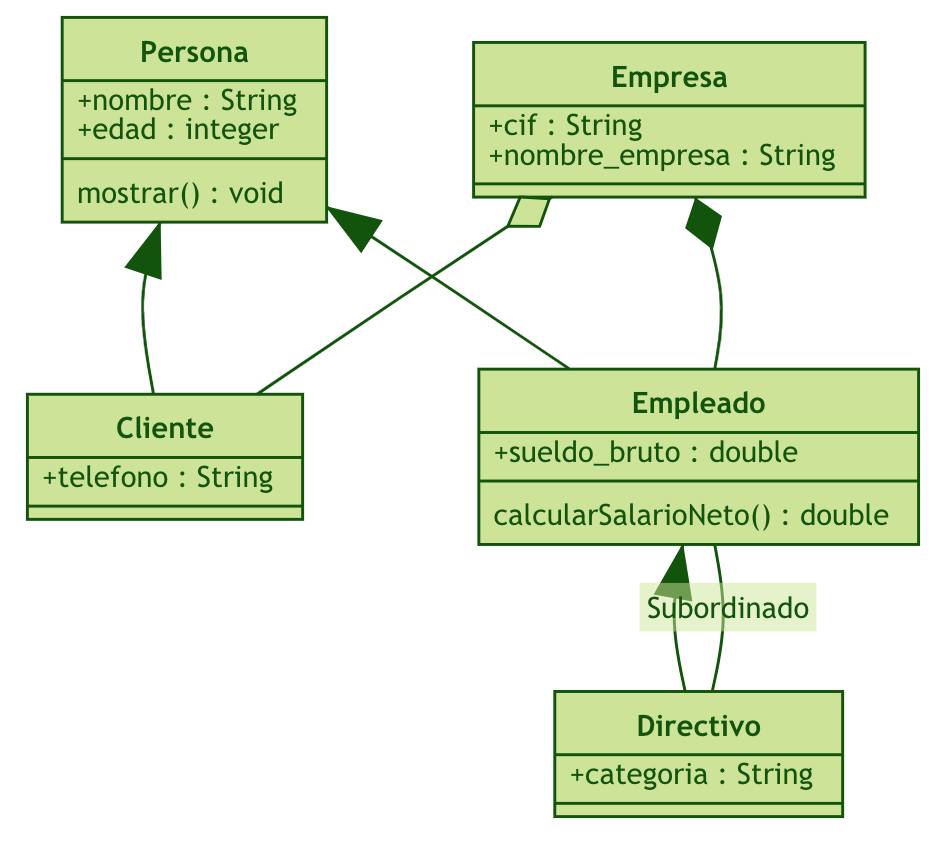 Persona
+nombre : String
+edad : integer
mostrar() : void
Empresa
+cif : String
+nombre_empresa : String
Cliente
+telefono : String
Empleado
+sueldo_bruto : double
calcularSalarioNeto() : double
Subordinado
Directivo
+categoria : String